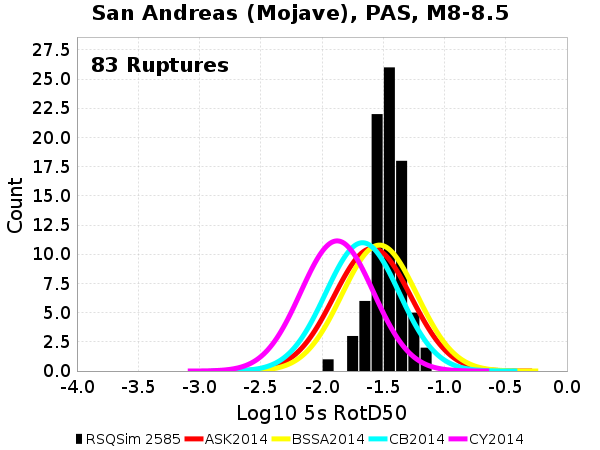 San Andreas (Mojave), PAS, M8-8.5
83 Ruptures
Count
27.5
25.0
22.5
20.0
17.5
15.0
12.5
10.0
7.5
5.0
2.5
0.0
-4.0 -3.5 -3.0 -2.5 -2.0 -1.5 -1.0 -0.5 0.0
Log10 5s RotD50
RSQSim 2585 ASK2014 BSSA2014 CB2014 CY2014